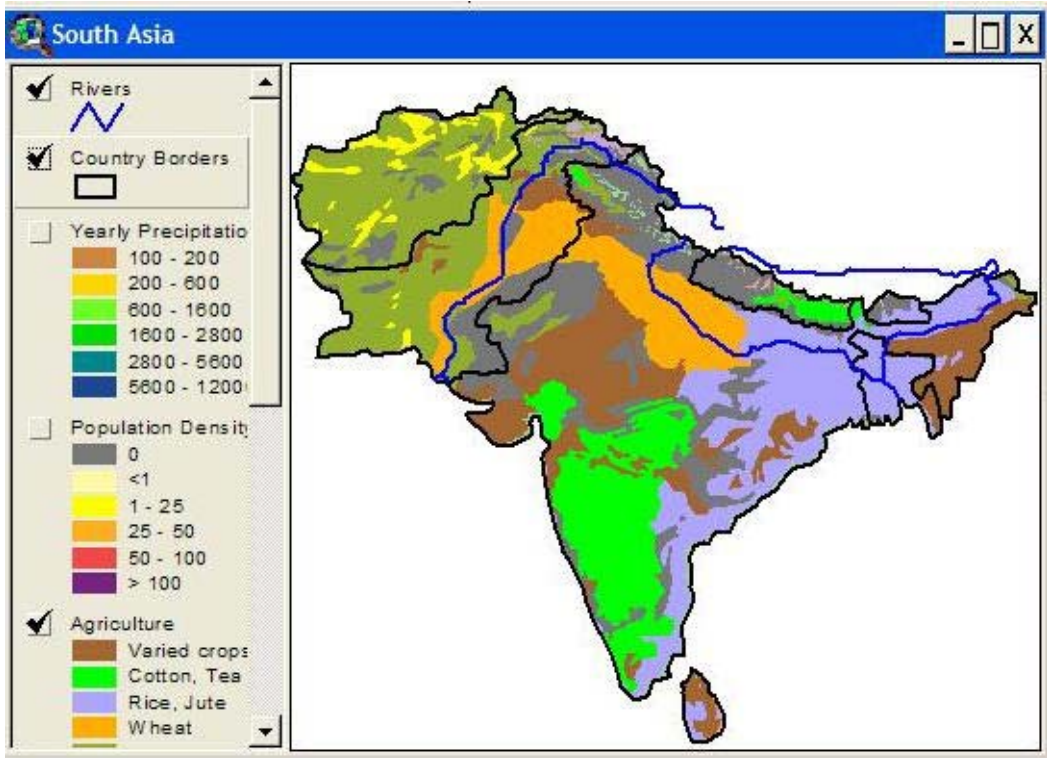 South Asia
Rivers
Country Borders
Yearly Precipitatio
100 - 200
200 - 600
600 - 1600
1600 - 2800
2800 - 5600
5600 - 1200
Population Densit
0
<1
1 - 25
25 - 50
50 - 100
> 100
Agriculture
Varied crops
Cotton, Tea
Rice, Jute
Wheat